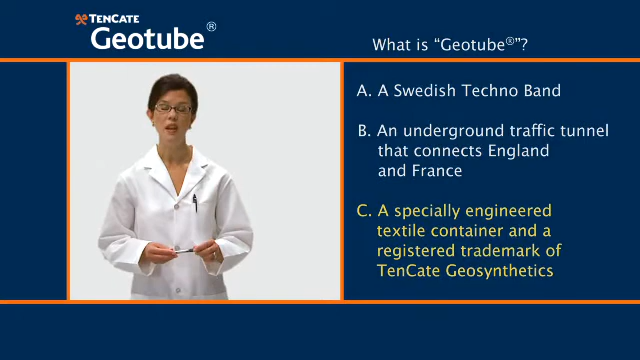 TENCATE
Geotube®
What is “Geotube®”?
A. A Swedish Techno Band
B. An underground traffic tunnel
that connects England
and France
C. A specially engineered
textile container and a
registered trademark of
TenCate Geosynthetics